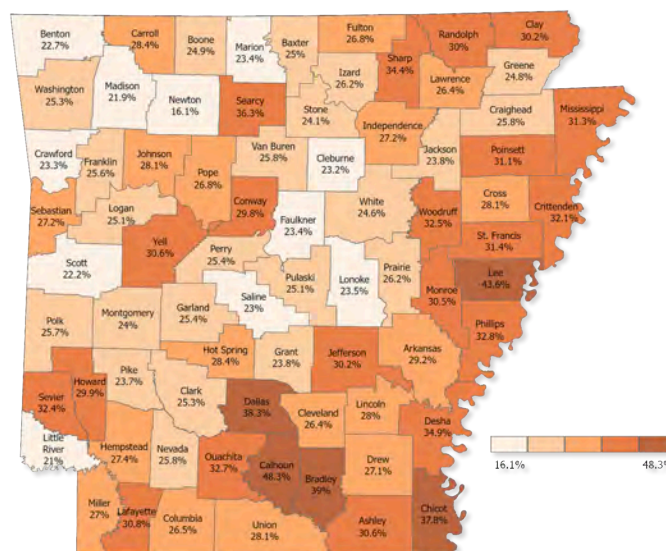 Benton
22.7%
Carroll
28.4%
Boone
24.9%
Marion
23.4%
Baxter
25%
Fulton
26.8%
Randolph
30%
Clay
30.2%
Sharp
34.4%
Greene
24.8%
Washington
25.3%
Madison
21.9%
Newton
16.1%
Searcy
36.3%
Izard
26.2%
Lawrence
26.4%
Stone
24.1%
Independence
27.2%
Craighead
25.8%
Mississippi
31.3%
Crawford
23.3%
Franklin
25.6%
Johnson
28.1%
Pope
26.8%
Van Buren
25.8%
Cleburne
23.2%
Jackson
23.8%
Poinsett
31.1%
Sebastian
27.2%
Logan
25.1%
Conway
29.8%
Faulkner
23.4%
White
24.6%
Woodruff
32.5%
Cross
28.1%
Crittenden
32.1%
St. Francis
31.4%
Yell
30.6%
Perry
25.4%
Scott
22.2%
Pulaski
25.1%
Lonoke
23.5%
Prairie
26.2%
Lee
43.6%
Monroe
30.5%
Saline
23%
Polk
25.7%
Montgomery
24%
Garland
25.4%
Phillips
32.8%
Hot Spring
28.4%
Grant
23.8%
Jefferson
30.2%
Arkansas
29.2%
Pike
23.7%
Howard
29.9%
Sevier
32.4%
Clark
25.3%
Dallas
38.3%
Cleveland
26.4%
Lincoln
28%
Desha
34.9%
Little
River
21%
Hempstead
27.4%
Nevada
25.8%
Ouachita
32.7%
Calhoun
48.3%
Bradley
39%
Drew
27.1%
Miller
27%
Lafayette
30.8%
Columbia
26.5%
Union
28.1%
Ashley
30.6%
Chicot
37.8%
16.1%
48.3%